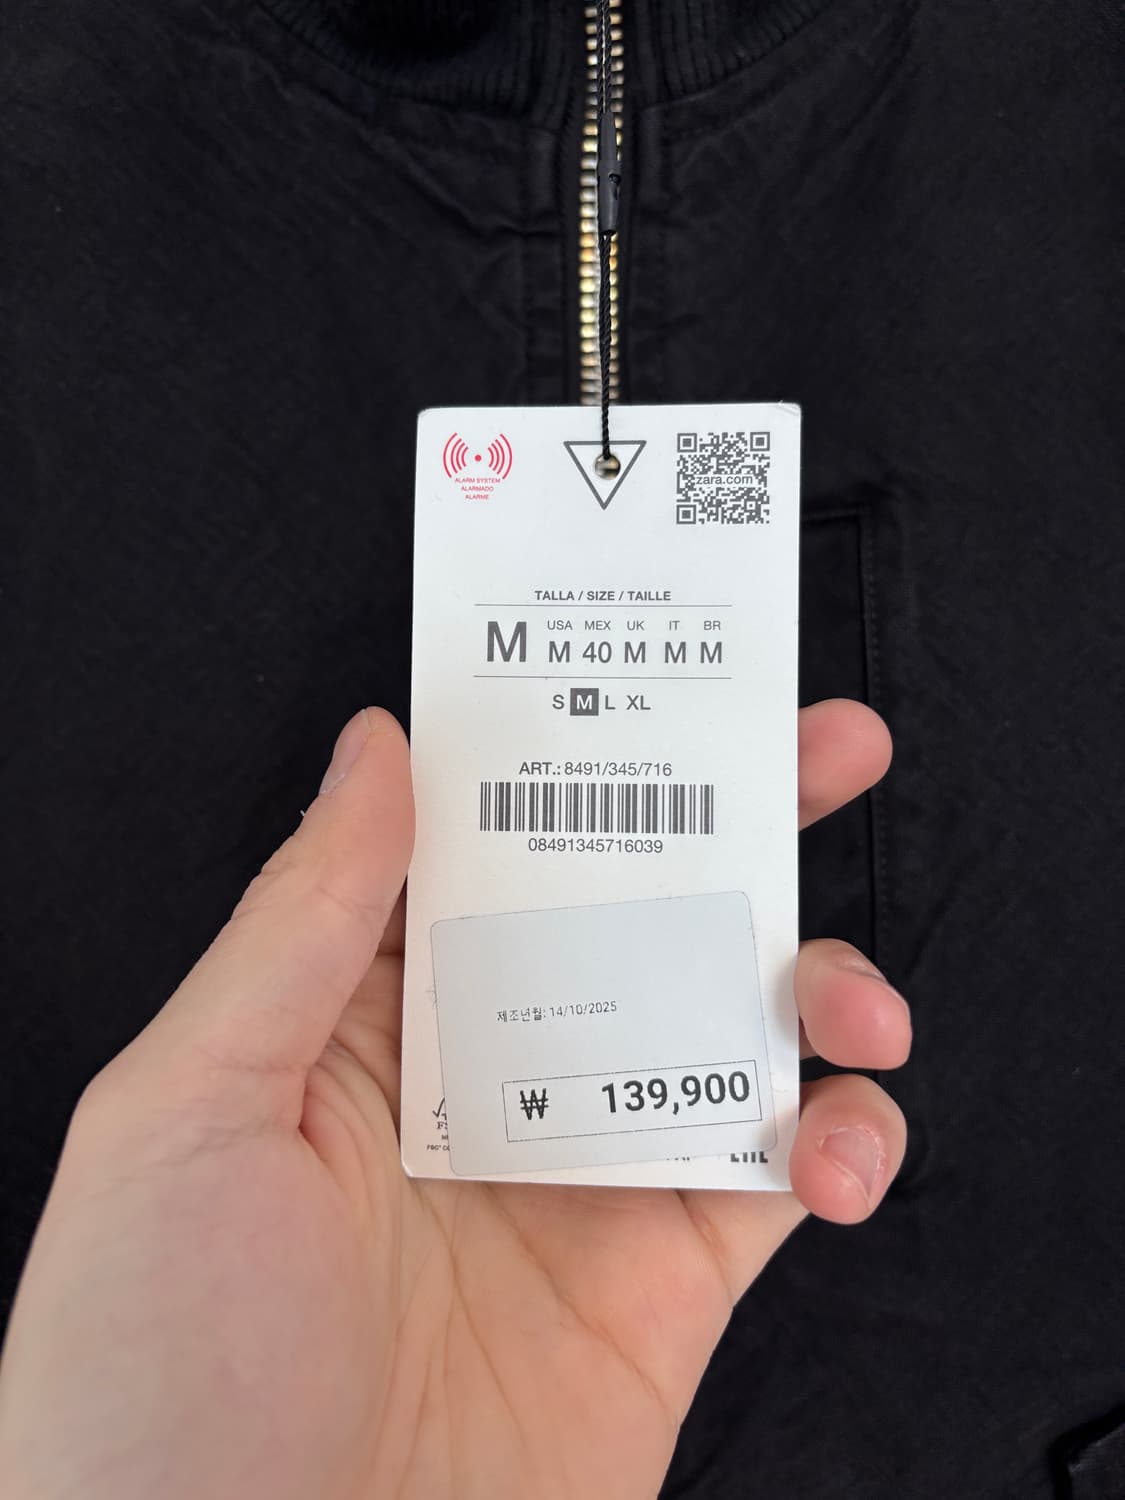 ALARM SYSTEM
ALARMADO
ALARME
zara.com
TALLA / SIZE / TAILLE
M
USA MEX UK IT BR
M 40 M M M
S M L XL
ART.: 8491/345/716
08491345716039
제조년월: 14/10/2025
₩ 139,900